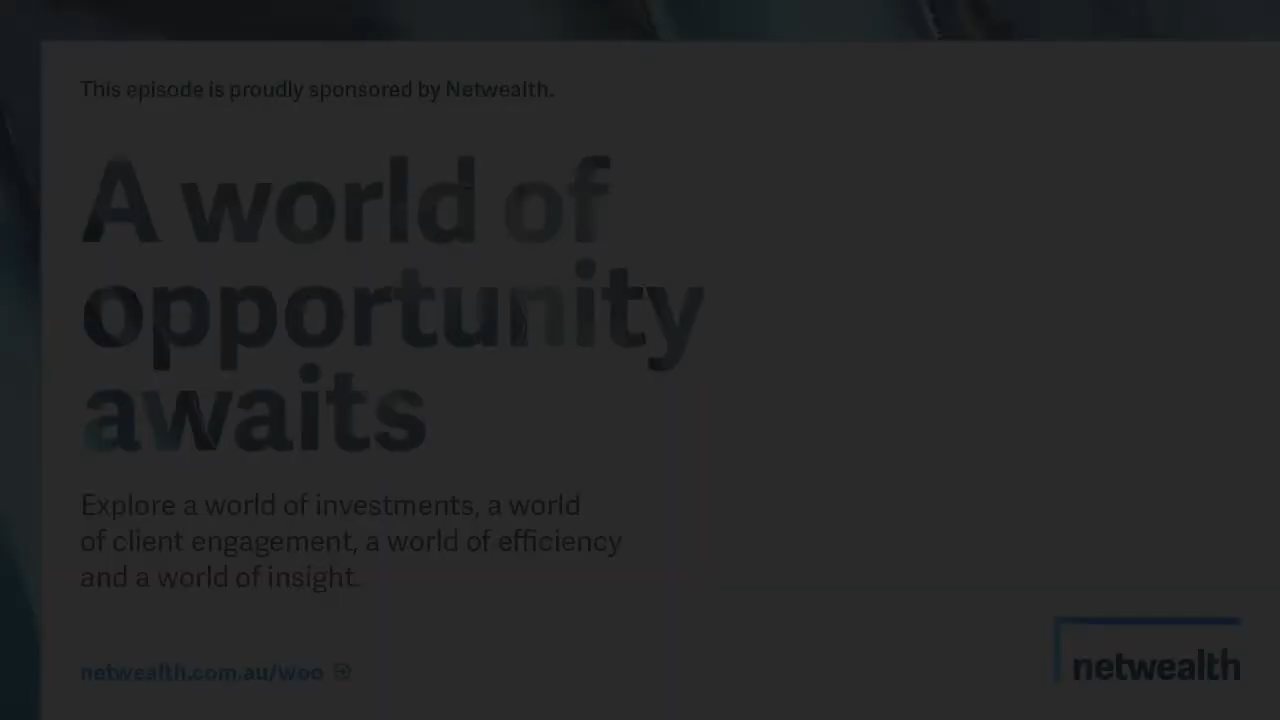 This episode is proudly sponsored by Netwealth.
A world of
opportunity
awaits
Explore a world of investments, a world
of client engagement, a world of efficiency
and a world of insight.
netwealth.com.au/woo
netwealth